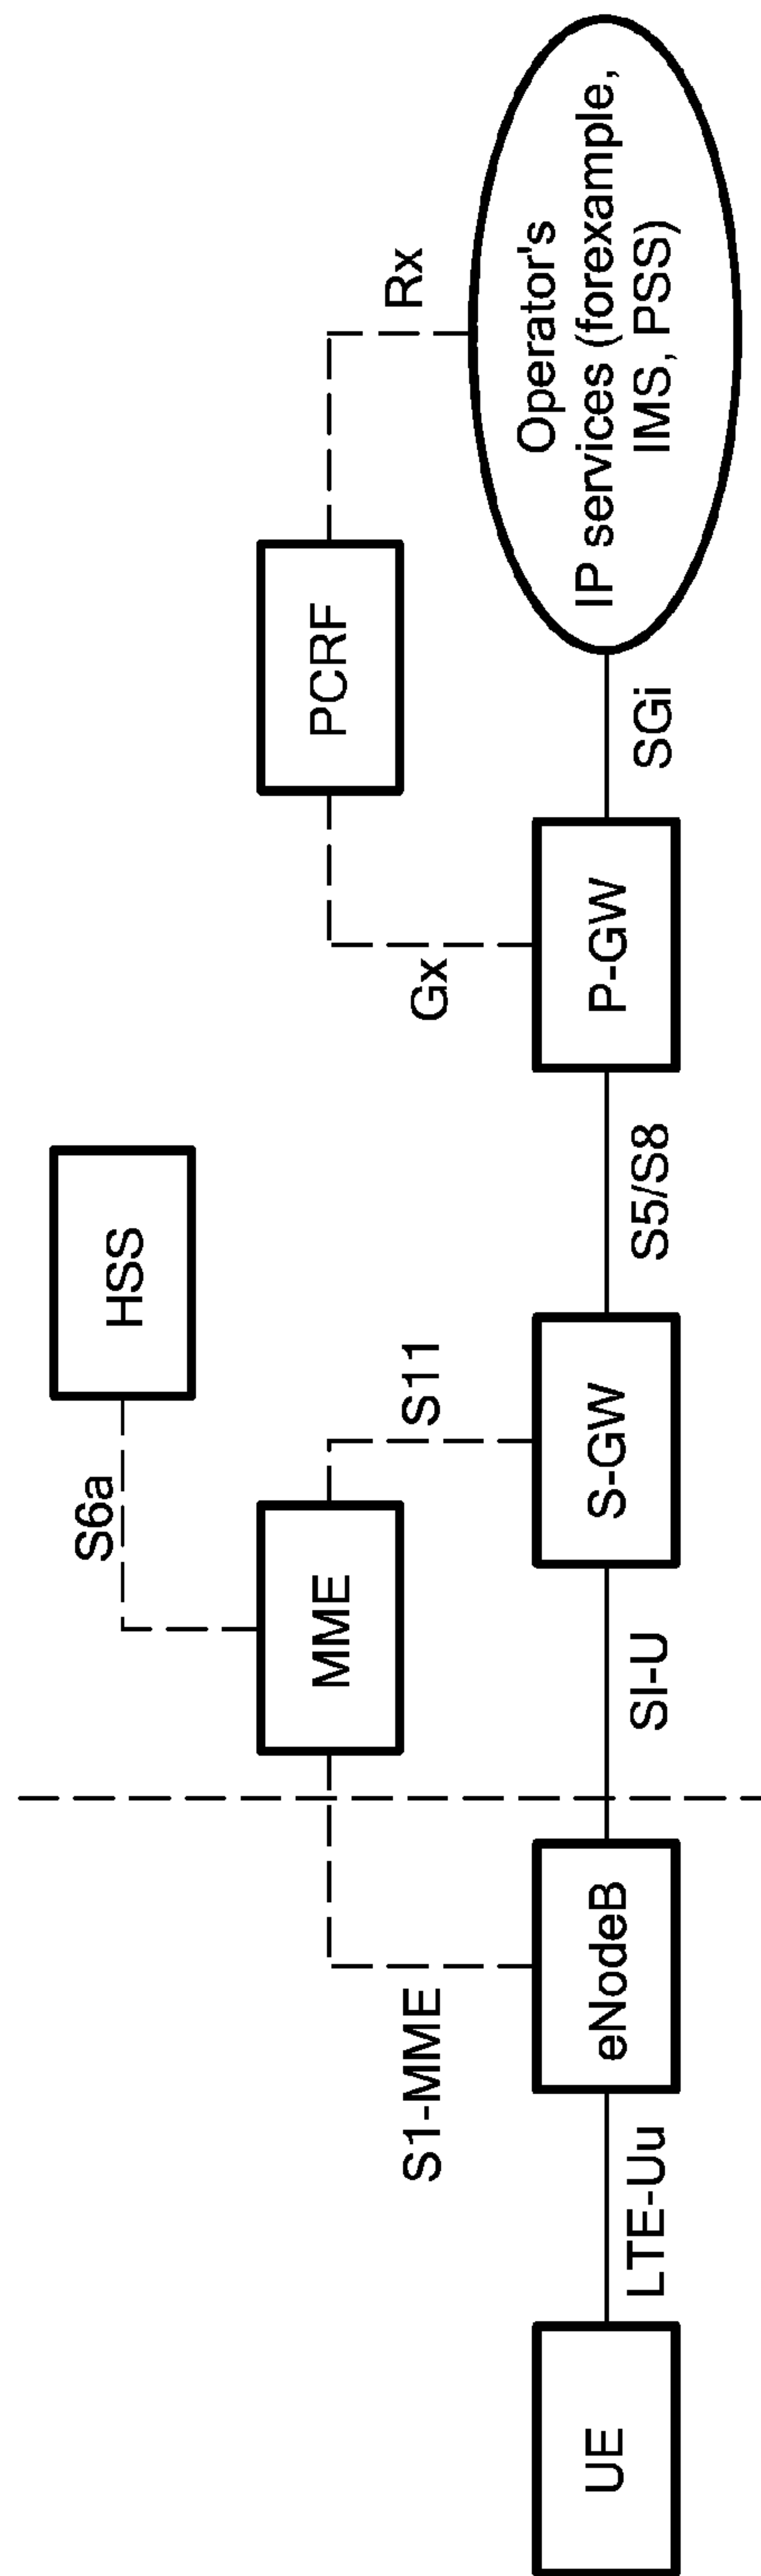 HSS
S6a
MME
PCRF
S1-MME
S11
Gx
Rx
UE
LTE-Uu
eNodeB
SI-U
S-GW
S5/S8
P-GW
SGi
Operator's
IP services (forexample,
IMS, PSS)